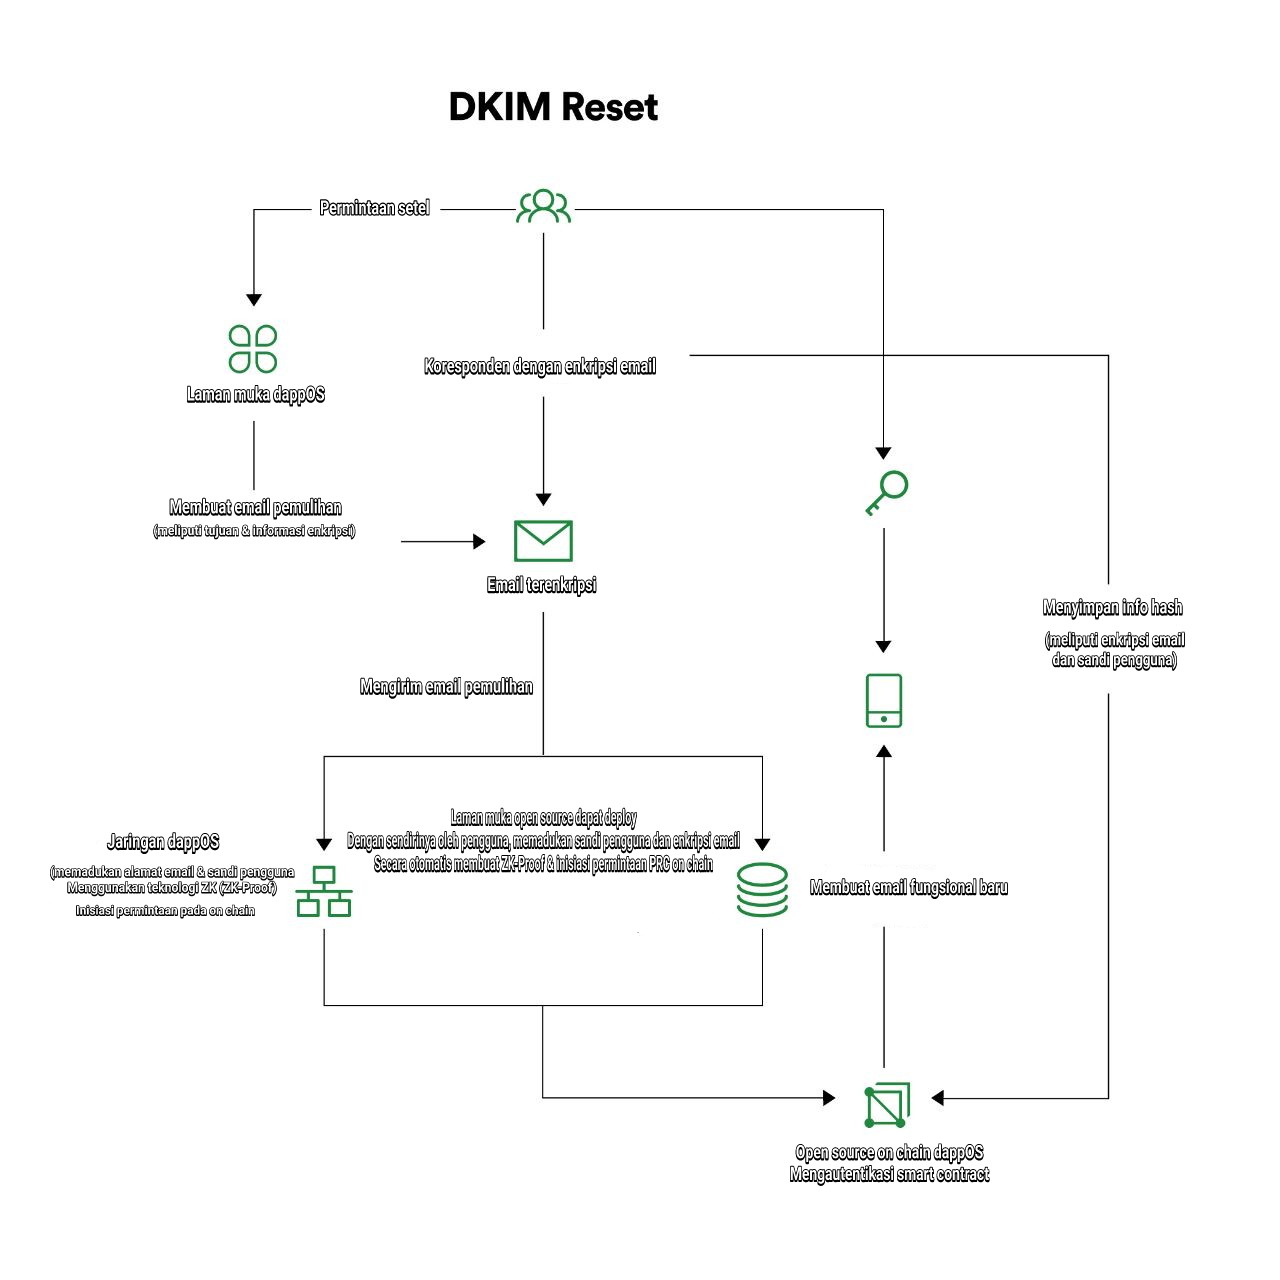 DKIM Reset
Permintaan setel
Koresponden dengan enkripsi email
Laman muka dappOS
Membuat email pemulihan
(meliputi tujuan & informasi enkripsi)
Email terenkripsi
Menyimpan info hash
(meliputi enkripsi email
dan sandi pengguna)
Mengirim email pemulihan
Laman muka open source dapat deploy
Dengan sendirinya oleh pengguna, memadukan sandi pengguna dan enkripsi email
Secara otomatis membuat ZK-Proof & inisiasi permintaan PRC on chain
Jaringan dappOS
(memadukan alamat email & sandi pengguna
Menggunakan teknologi ZK (ZK-Proof)
Inisiasi permintaan pada on chain
Membuat email fungsional baru
Open source on chain dappOS
Mengautentikasi smart contract